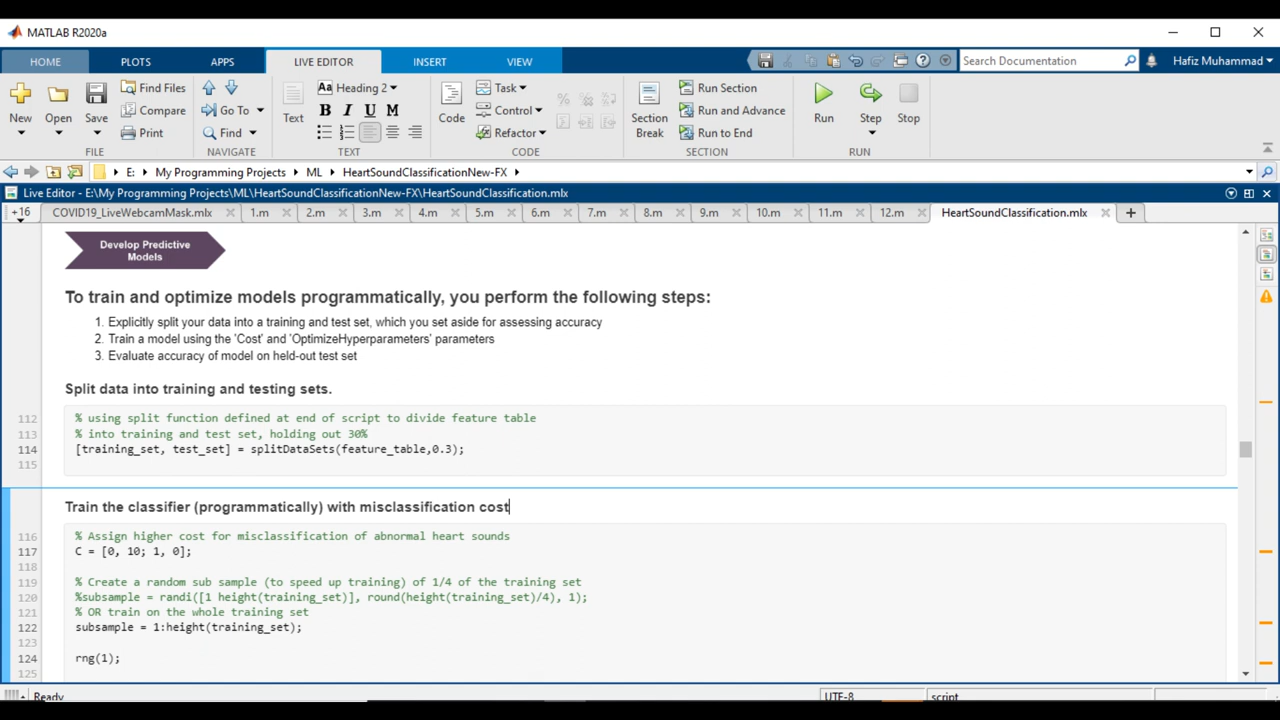 MATLAB R2020a
HOME PLOTS APPS LIVE EDITOR INSERT VIEW Search Documentation Hafiz Muhammad
New Open Save Find Files Compare Print Go To Find Text Aa Heading 2 B I U M Code Task Control Refactor Section Break Run Section Run and Advance Run to End Run Step Stop
FILE NAVIGATE TEXT CODE SECTION RUN
E: My Programming Projects ML HeartSoundClassificationNew-FX
Live Editor - E:\My Programming Projects\ML\HeartSoundClassificationNew-FX\HeartSoundClassification.mlx
+16 COVID19_LiveWebcamMask.mlx 1.m 2.m 3.m 4.m 5.m 6.m 7.m 8.m 9.m 10.m 11.m 12.m HeartSoundClassification.mlx
Develop Predictive
Models
To train and optimize models programmatically, you perform the following steps:
1. Explicitly split your data into a training and test set, which you set aside for assessing accuracy
2. Train a model using the 'Cost' and 'OptimizeHyperparameters' parameters
3. Evaluate accuracy of model on held-out test set
Split data into training and testing sets.
112 % using split function defined at end of script to divide feature table
113 % into training and test set, holding out 30%
114 [training_set, test_set] = splitDataSets(feature_table,0.3);
115
Train the classifier (programmatically) with misclassification cost
116 % Assign higher cost for misclassification of abnormal heart sounds
117 C = [0, 10; 1, 0];
118
119 % Create a random sub sample (to speed up training) of 1/4 of the training set
120 %subsample = randi([1 height(training_set)], round(height(training_set)/4), 1);
121 % OR train on the whole training set
122 subsample = 1:height(training_set);
123
124 rng(1);
125
Ready UTF-8 script